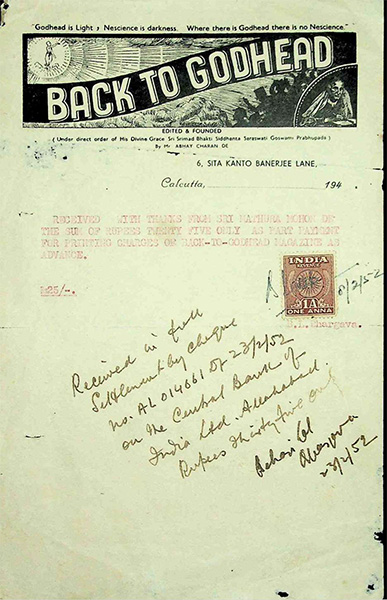 "Godhead is Light, Nescience is darkness. Where there is Godhead there is no Nescience."
BACK TO GODHEAD
EDITED & FOUNDED
( Under direct order of His Divine Grace Sri Srimad Bhakti Siddhanta Saraswati Goswami Prabhupada )
By Mr ABHAY CHARAN DE
6, SITA KANTO BANERJEE LANE,
Calcutta, 194
RECEIVED WITH THANKS FROM SRI MATHURA MOHON DE
THE SUM OF RUPEES TWENTY FIVE ONLY AS PART PAYMENT
FOR PRINTING CHARGES OF BACK-TO-GODHEAD MAGAZINE AS
ADVANCE.
Rs25/-.
INDIA
REVENUE
1A
ONE ANNA
/2/52
Bhargava.
Received in full
Settlement by cheque
No. AL 014661 Of 23/2/52
on the Central Bank of
India Ltd. Allahabad.
Rupees thirty five only
23/2/52